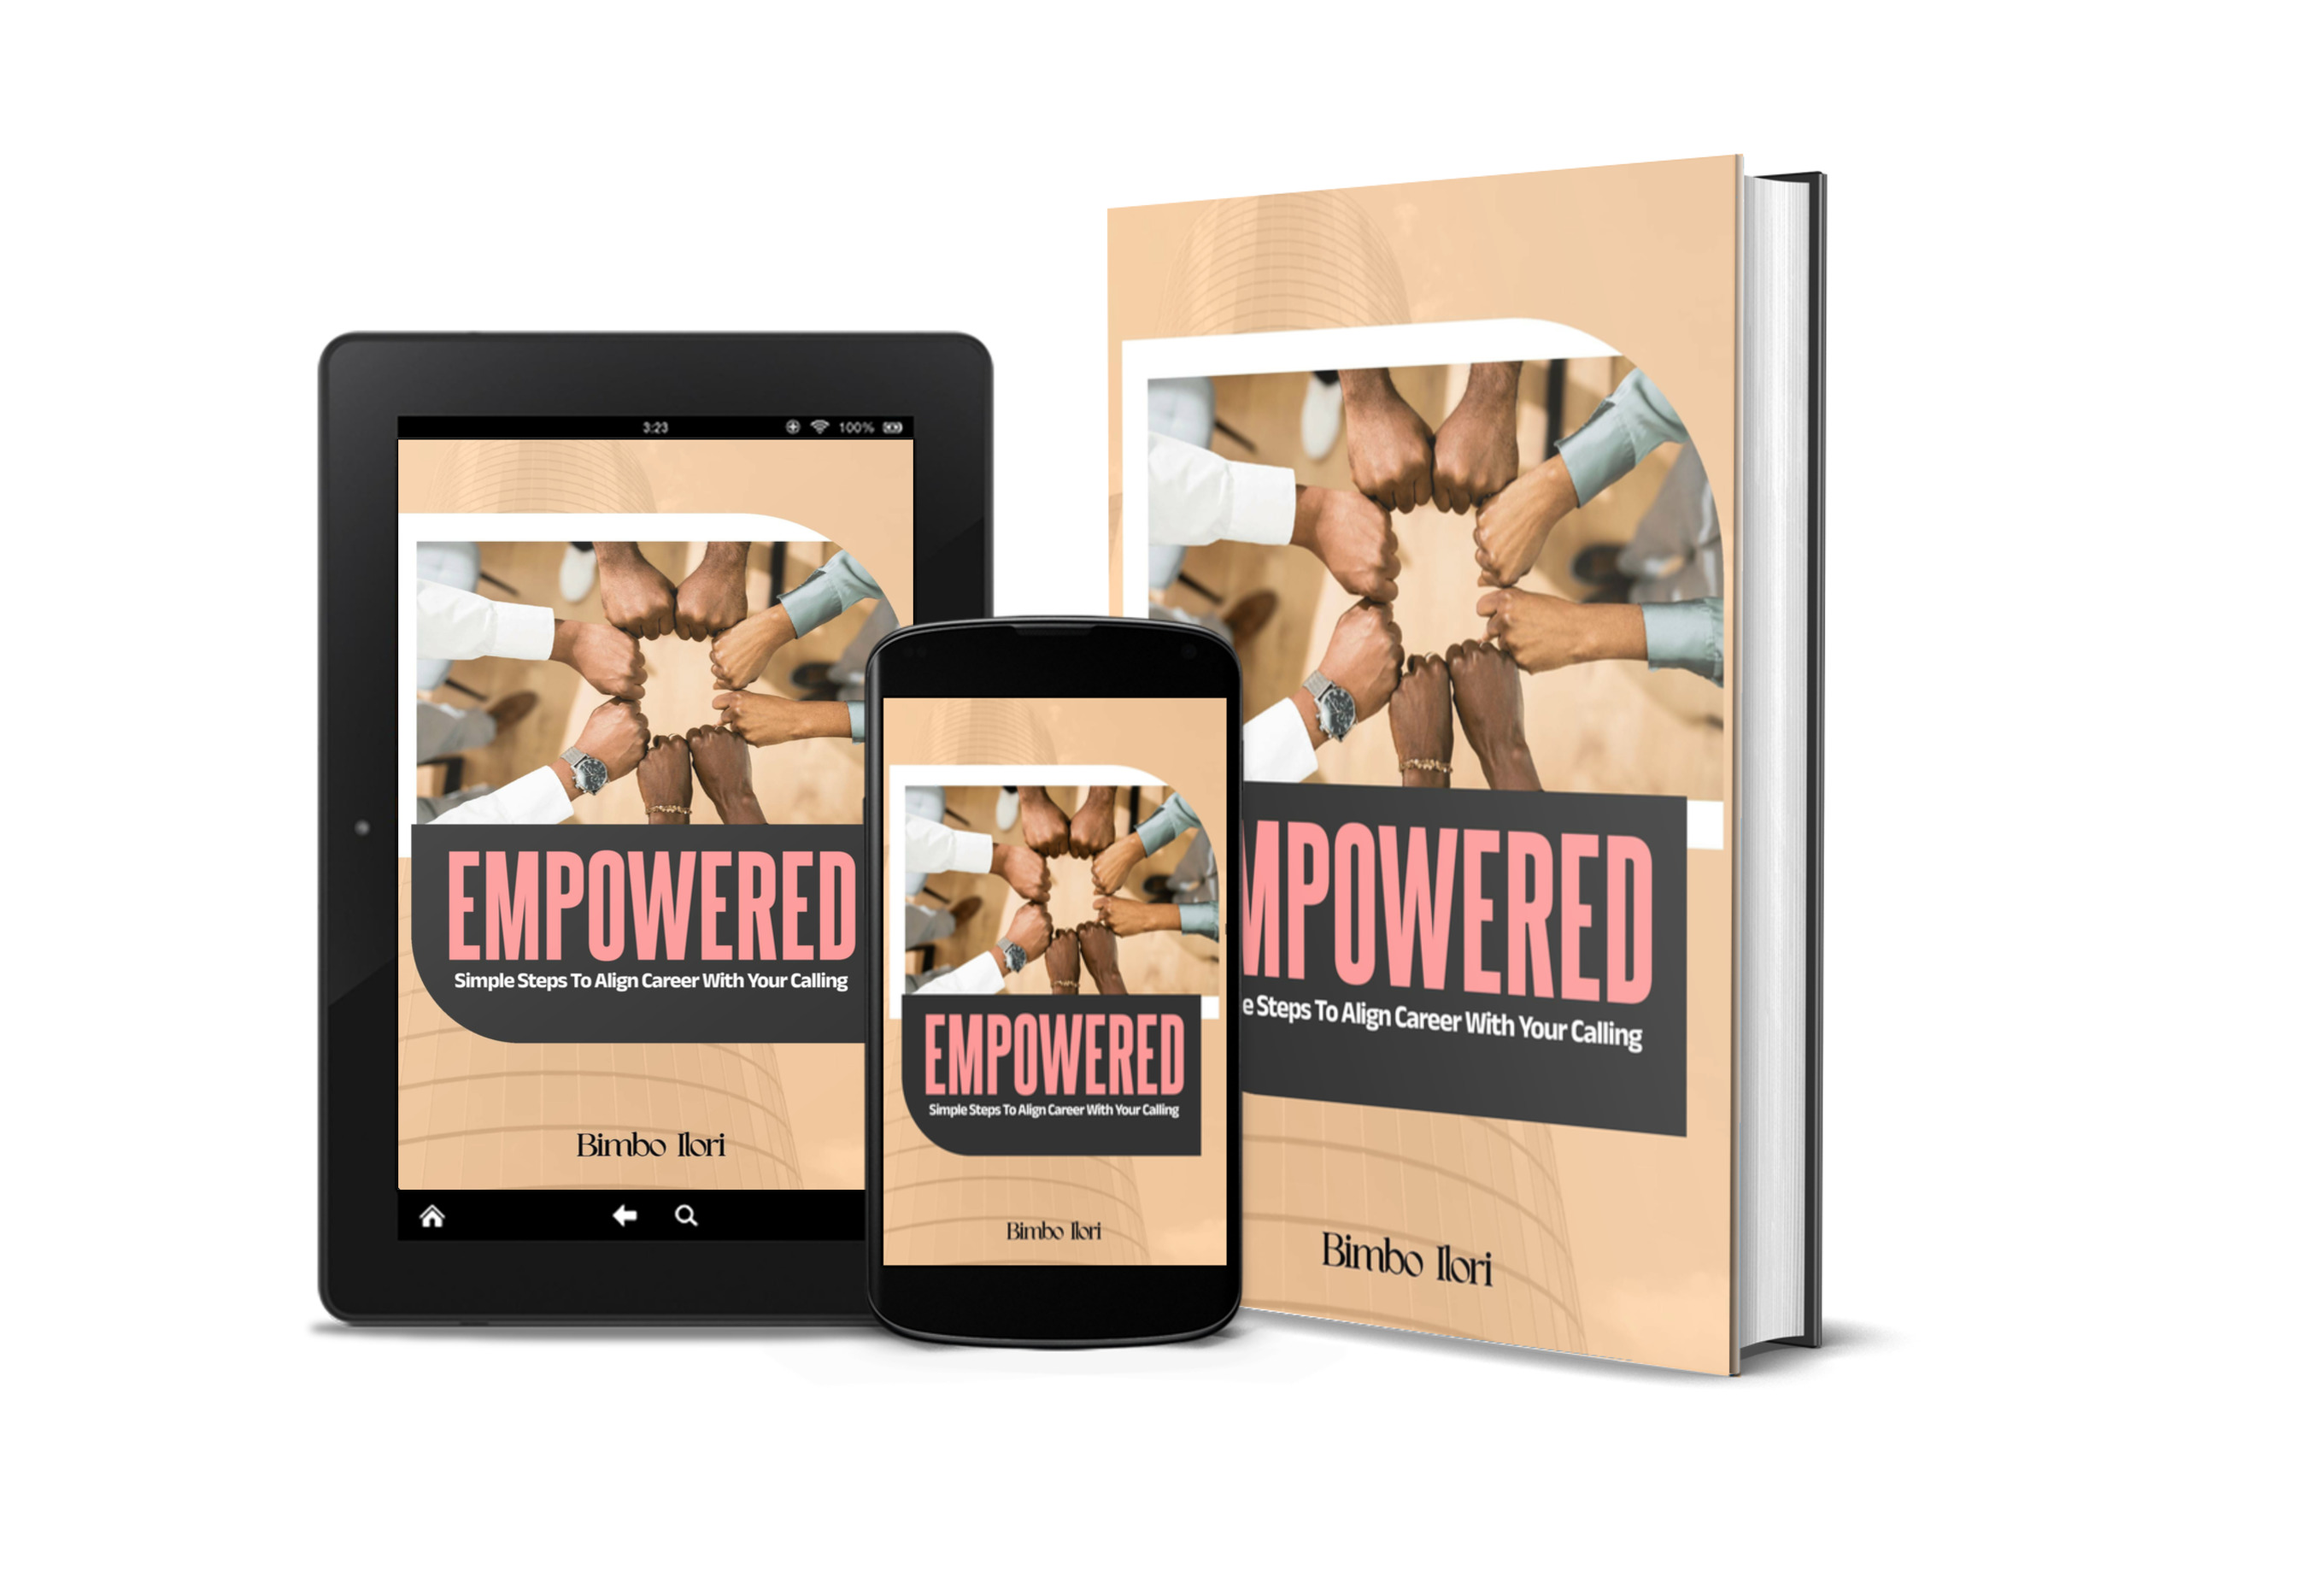 3:23
100%
EMPOWERED
Simple Steps To Align Career With Your Calling
Bimbo Ilori
EMPOWERED
Simple Steps To Align Career With Your Calling
Bimbo Ilori
MPOWERED
e Steps To Align Career With Your Calling
Bimbo Ilori